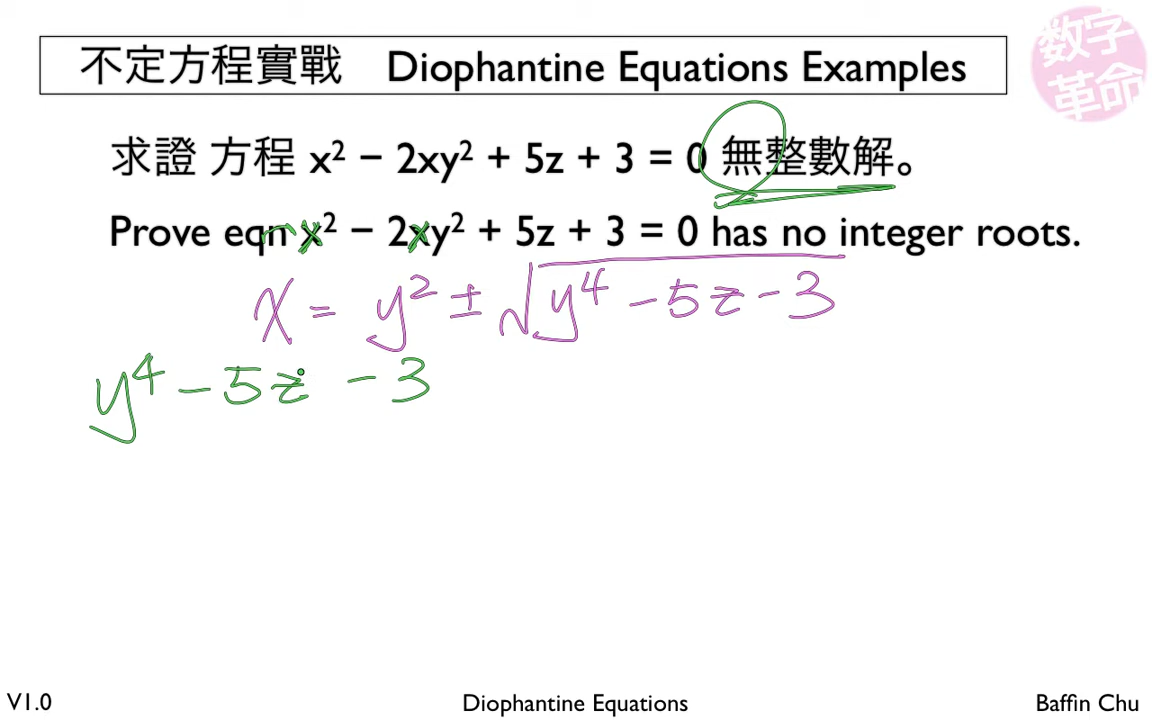 不定方程實戰 Diophantine Equations Examples
数字
革命
求證 方程 x² − 2xy² + 5z + 3 = 0 無整數解。
Prove eqn x² − 2xy² + 5z + 3 = 0 has no integer roots.
x = y² ± √(y⁴ − 5z − 3)
y⁴ − 5z − 3
V1.0 Diophantine Equations Baffin Chu